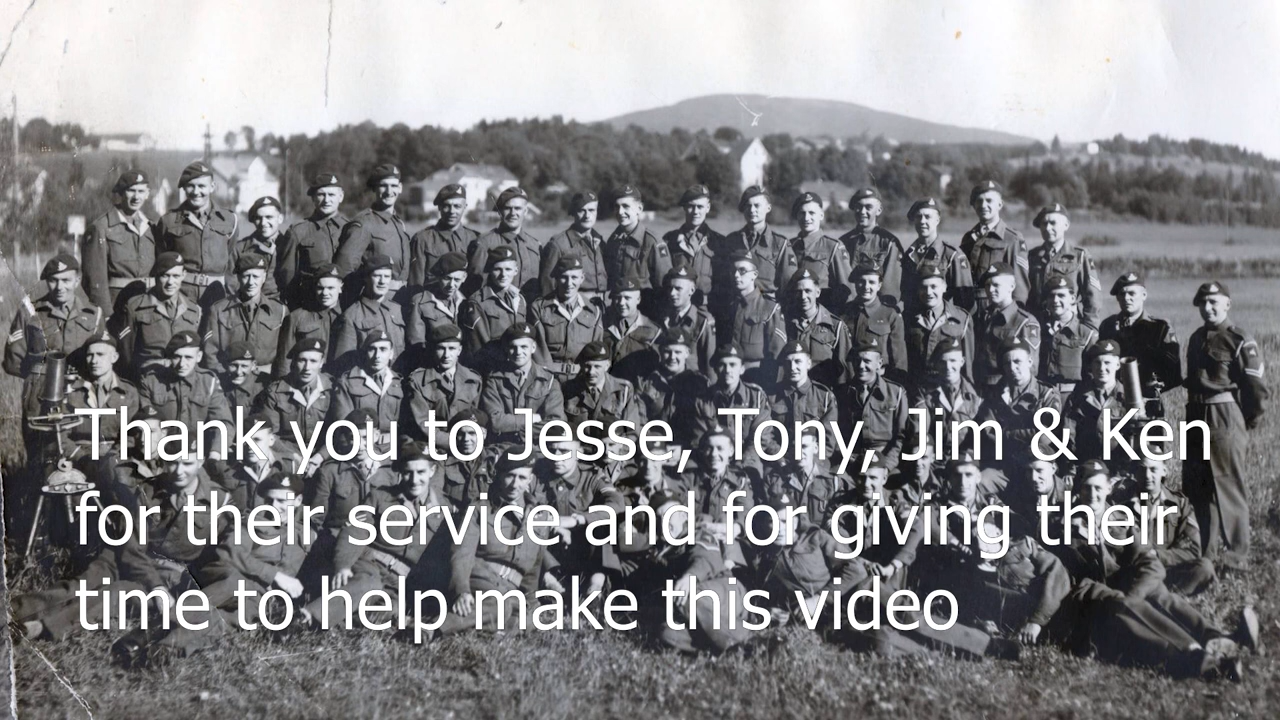 Thank you to Jesse, Tony, Jim & Ken
for their service and for giving their
time to help make this video